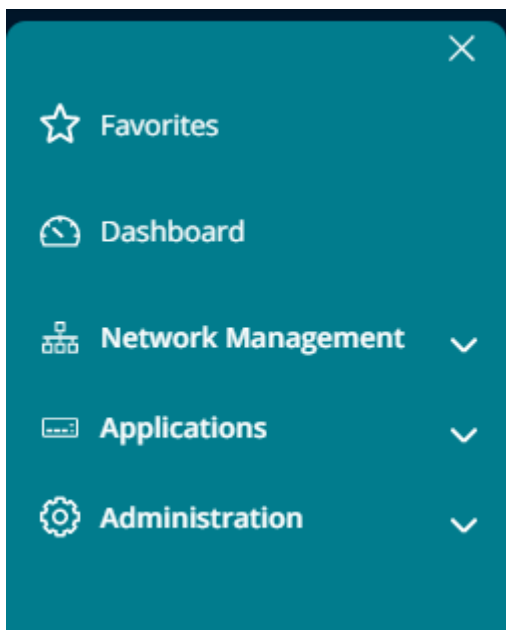 Favorites
Dashboard
Network Management
Applications
Administration